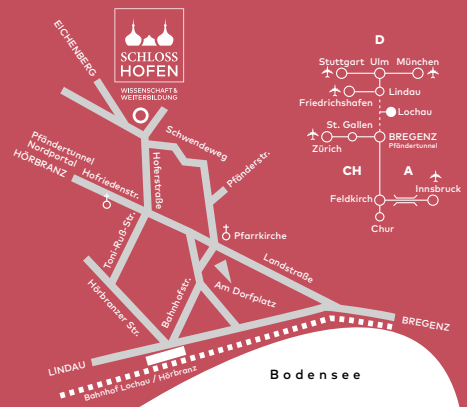 EICHENBERG
SCHLOSS
HOFEN
WISSENSCHAFT &
WEITERBILDUNG
Schwendeweg
Pfändertunnel
Nordportal
HÖRBRANZ
Hofriedenstr.
Hoferstraße
Pfänderstr.
Toni-Ruß-Str.
Pfarrkirche
Landstraße
Hörbranzer Str.
Bahnhofstr.
Am Dorfplatz
LINDAU
BREGENZ
Bahnhof Lochau / Hörbranz
Bodensee
D
Stuttgart Ulm München
Lindau
Friedrichshafen
Lochau
St. Gallen
BREGENZ
Pfändertunnel
Zürich
CH A
Innsbruck
Feldkirch
Chur